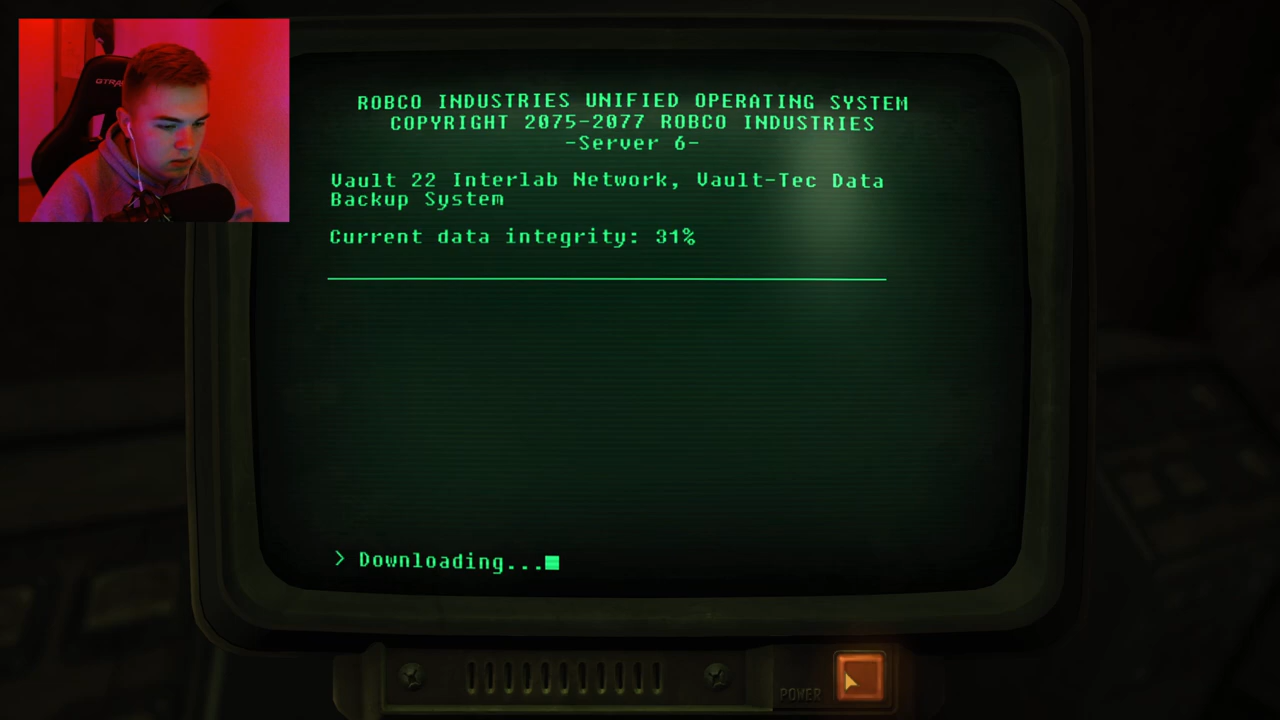 GTRA
ROBCO INDUSTRIES UNIFIED OPERATING SYSTEM
COPYRIGHT 2075-2077 ROBCO INDUSTRIES
-Server 6-
Vault 22 Interlab Network, Vault-Tec Data
Backup System
Current data integrity: 31%
> Downloading...
POWER